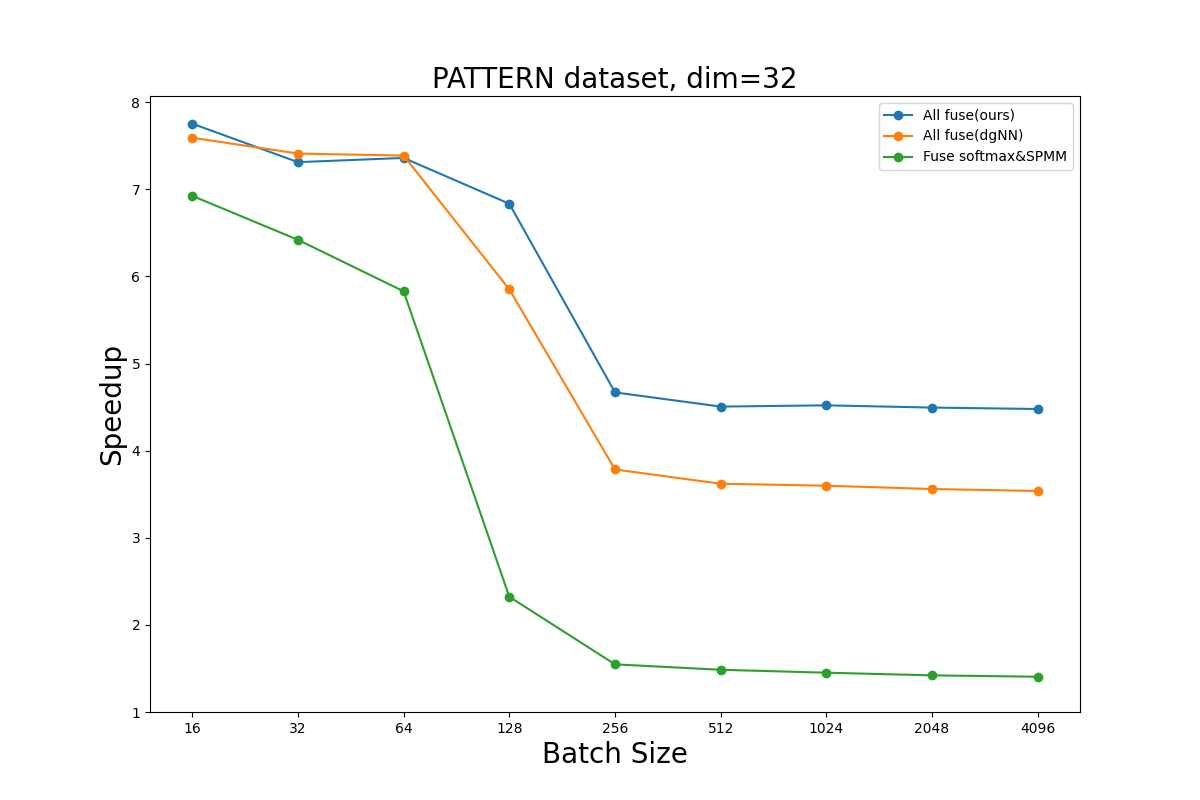 PATTERN dataset, dim=32
All fuse(ours)
All fuse(dgNN)
Fuse softmax&SPMM
Speedup
8
7
6
5
4
3
2
1
16 32 64 128 256 512 1024 2048 4096
Batch Size